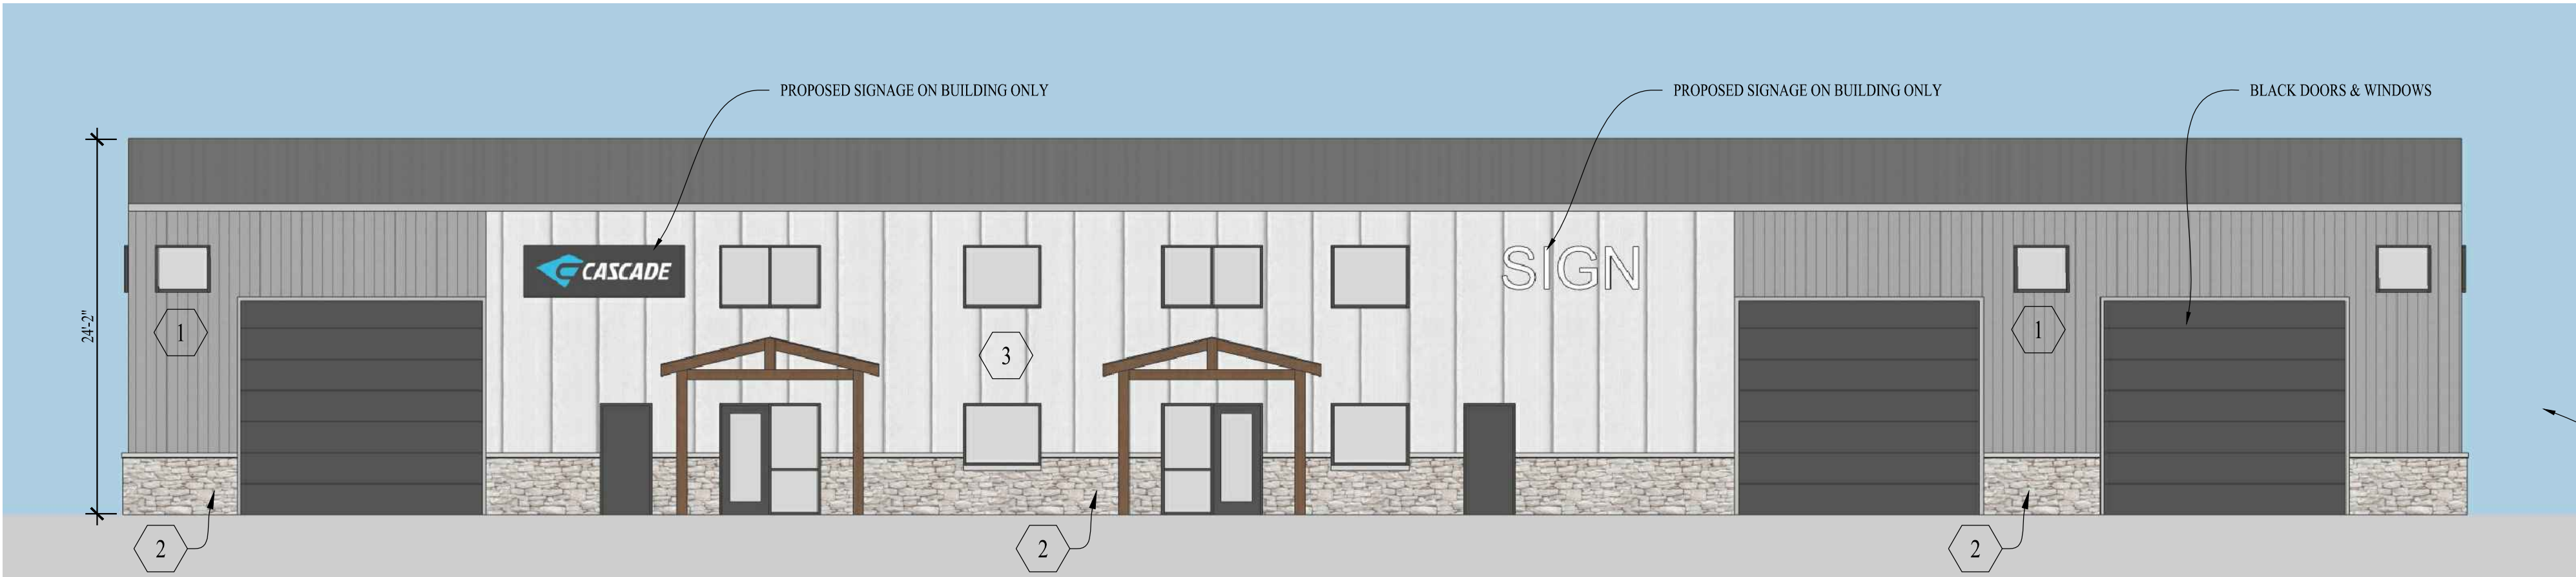 PROPOSED SIGNAGE ON BUILDING ONLY
PROPOSED SIGNAGE ON BUILDING ONLY
BLACK DOORS & WINDOWS
24'-2"
CASCADE
SIGN
1
3
1
2
2
2